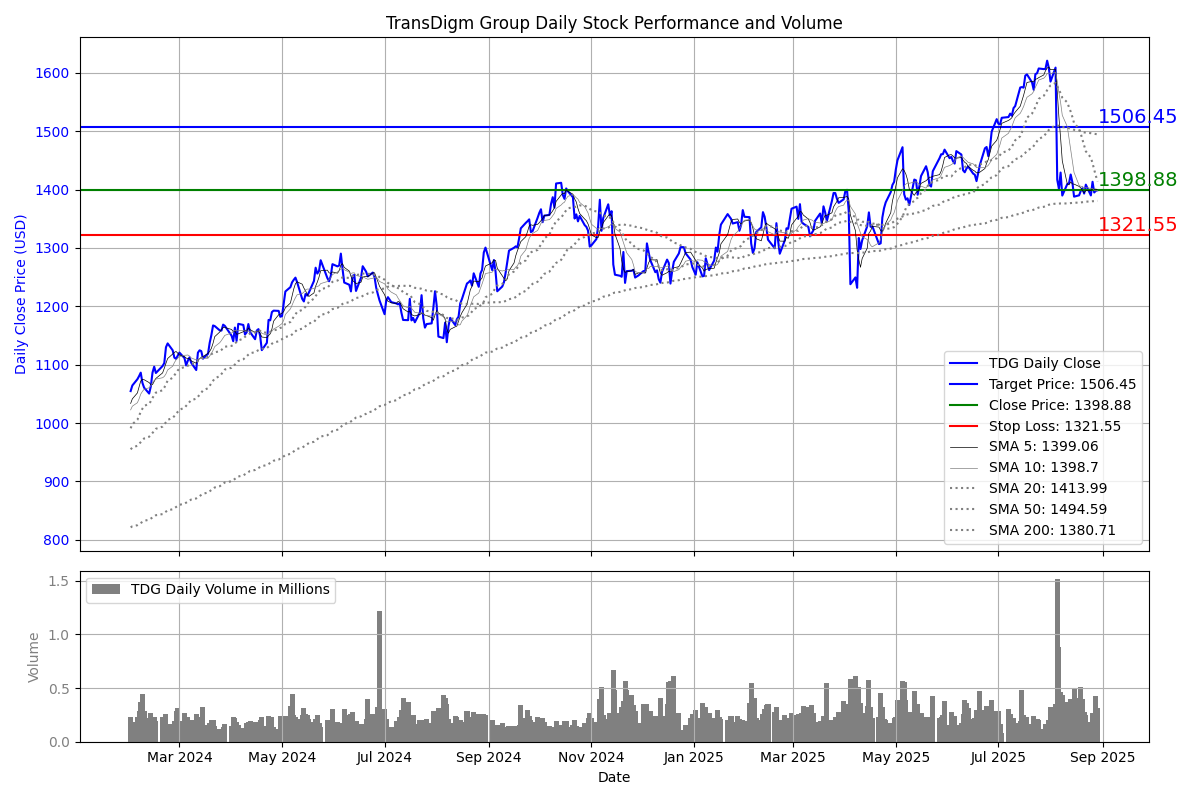 TransDigm Group Daily Stock Performance and Volume
Daily Close Price (USD)
1600
1500
1400
1300
1200
1100
1000
900
800
1506.45
1398.88
1321.55
TDG Daily Close
Target Price: 1506.45
Close Price: 1398.88
Stop Loss: 1321.55
SMA 5: 1399.06
SMA 10: 1398.7
SMA 20: 1413.99
SMA 50: 1494.59
SMA 200: 1380.71
Volume
1.5
1.0
0.5
0.0
TDG Daily Volume in Millions
Mar 2024 May 2024 Jul 2024 Sep 2024 Nov 2024 Jan 2025 Mar 2025 May 2025 Jul 2025 Sep 2025
Date